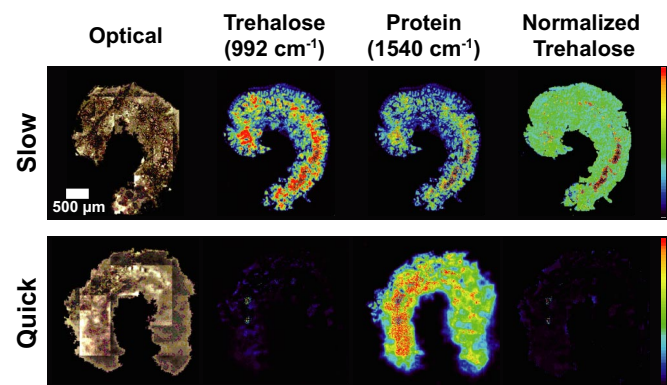 Optical
Trehalose
(992 cm⁻¹)
Protein
(1540 cm⁻¹)
Normalized
Trehalose
Slow
500 µm
Quick